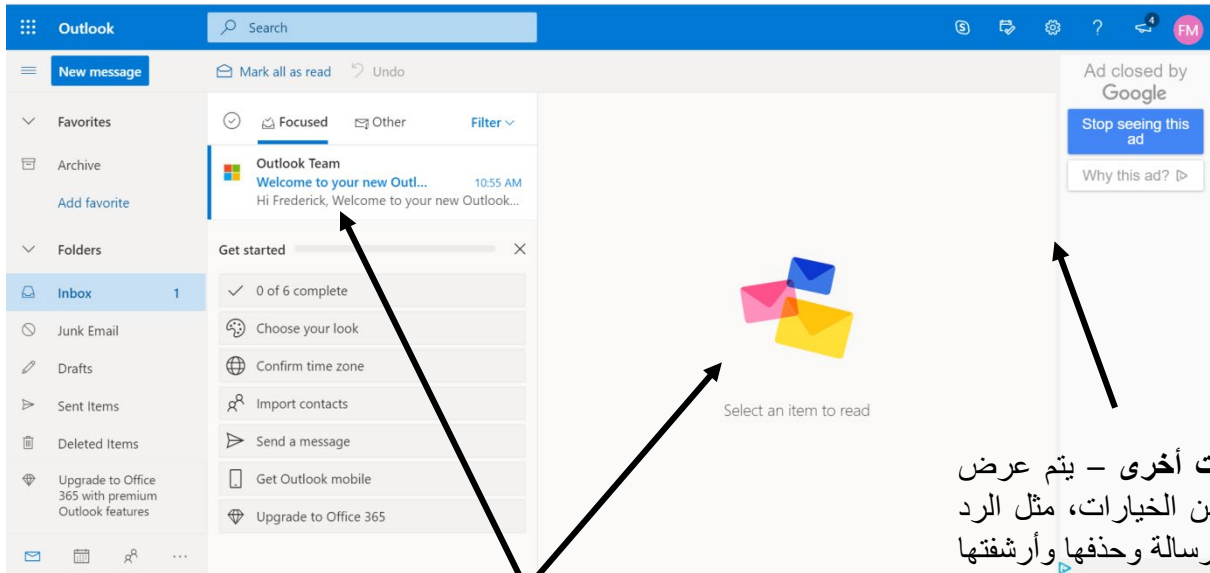 Outlook
Search
4
FM
New message
Mark all as read
Undo
Favorites
Archive
Add favorite
Folders
Inbox 1
Junk Email
Drafts
Sent Items
Deleted Items
Upgrade to Office
365 with premium
Outlook features
Focused
Other
Filter
Outlook Team
Welcome to your new Outl... 10:55 AM
Hi Frederick, Welcome to your new Outlook...
Get started
0 of 6 complete
Choose your look
Confirm time zone
Import contacts
Send a message
Get Outlook mobile
Upgrade to Office 365
Select an item to read
Ad closed by
Google
Stop seeing this
ad
Why this ad?
أخرى – يتم عرض
الخيارات، مثل الرد
وحذفها وأرشفتها